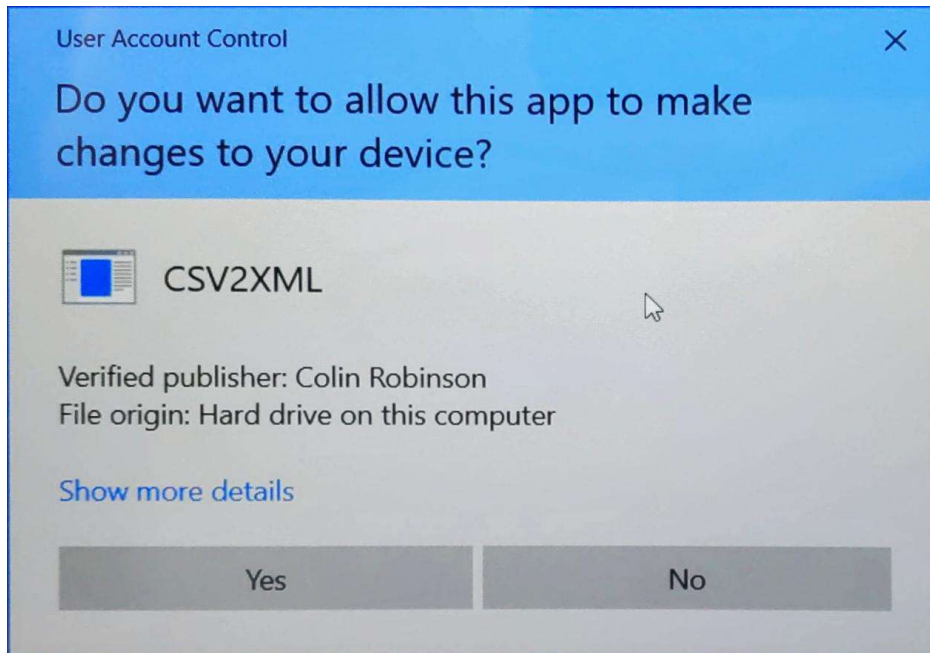 User Account Control
Do you want to allow this app to make
changes to your device?
CSV2XML
Verified publisher: Colin Robinson
File origin: Hard drive on this computer
Show more details
Yes
No